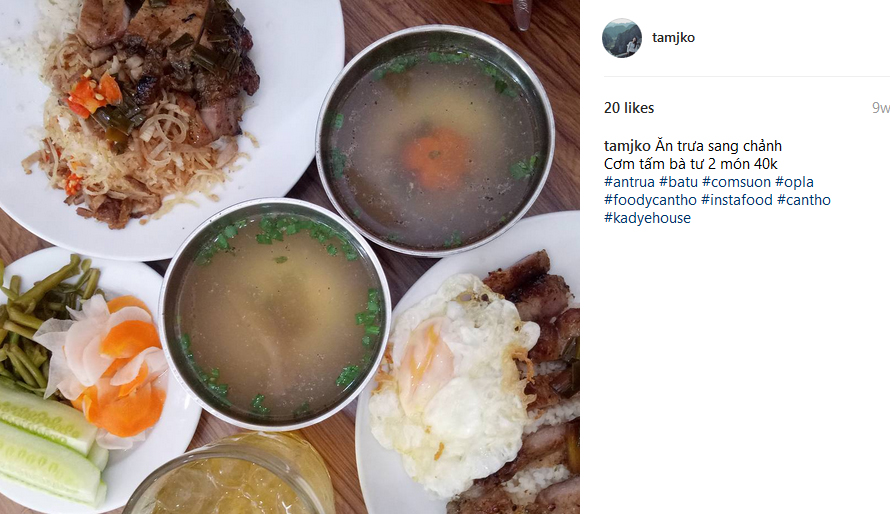 tamjko
20 likes
9w
tamjko Ăn trưa sang chảnh
Cơm tấm bà tư 2 món 40k
#antrua #batu #comsuon #opla
#foodycantho #instafood #cantho
#kadyehouse